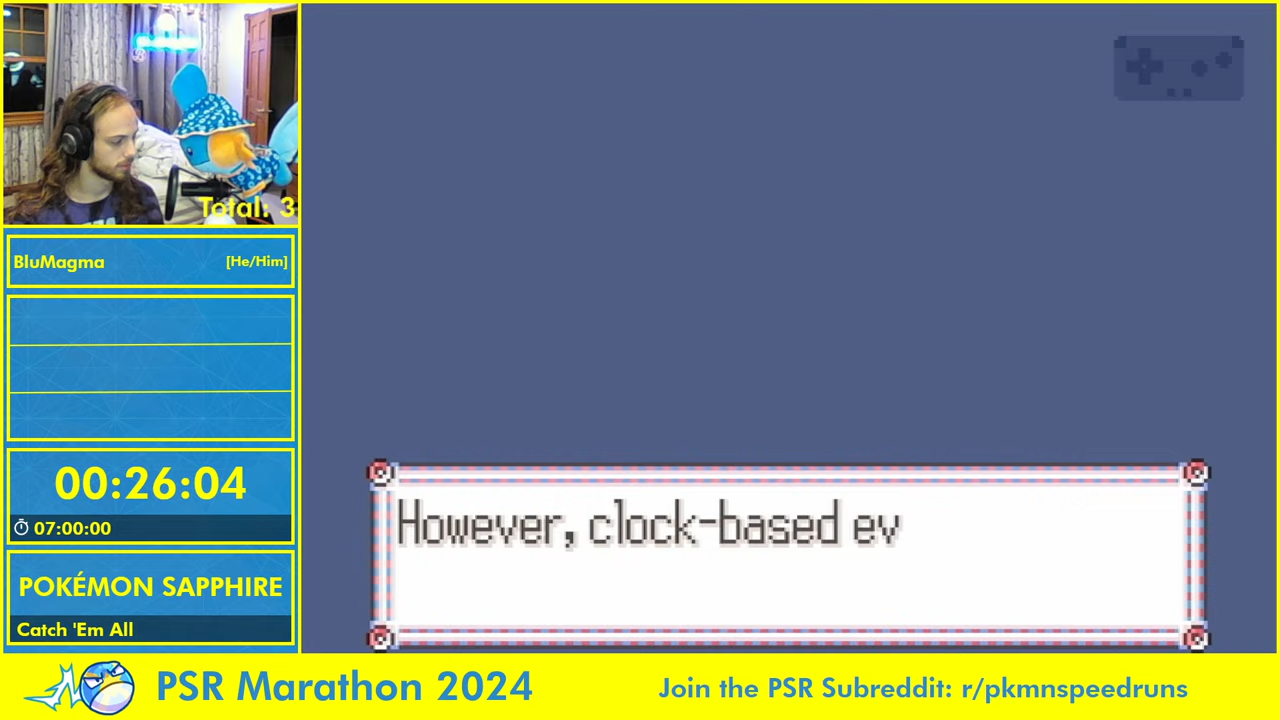 Total: 3
BluMagma
[He/Him]
00:26:04
07:00:00
POKÉMON SAPPHIRE
Catch 'Em All
However, clock-based ev
PSR Marathon 2024
Join the PSR Subreddit: r/pkmnspeedruns